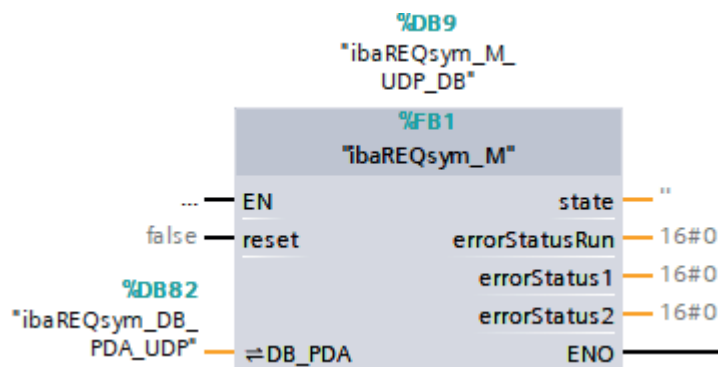 %DB9
"ibaREQsym_M_
UDP_DB"
%FB1
"ibaREQsym_M"
... EN state ''
false reset errorStatusRun 16#0
%DB82 errorStatus1 16#0
"ibaREQsym_DB_ errorStatus2 16#0
PDA_UDP" ⇌DB_PDA ENO